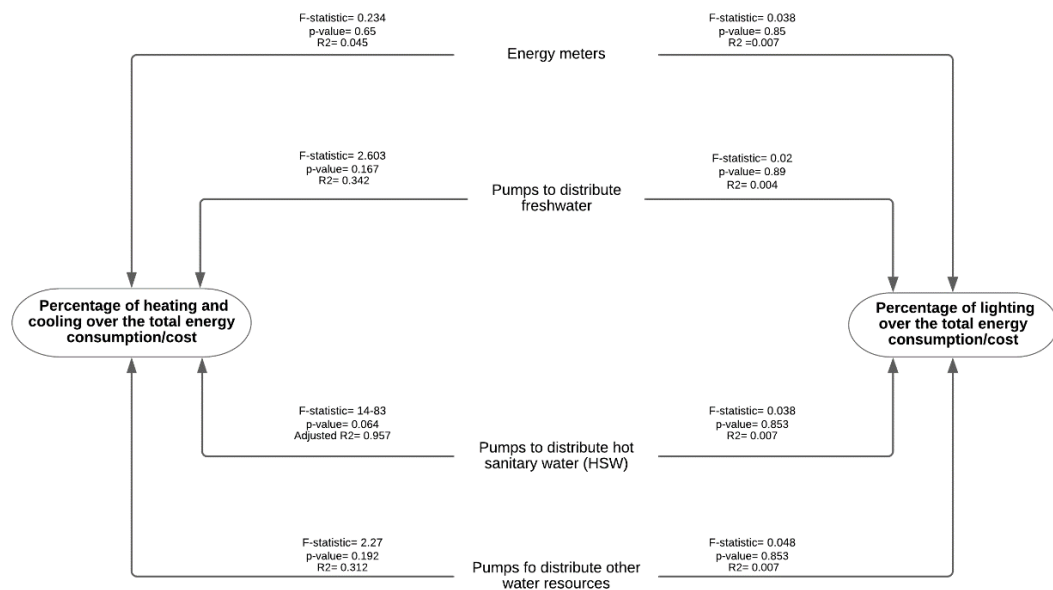 F-statistic= 0.234
p-value= 0.65
R2= 0.045
F-statistic= 0.038
p-value= 0.85
R2 =0.007
Energy meters
F-statistic= 2.603
p-value= 0.167
R2= 0.342
F-statistic= 0.02
p-value= 0.89
R2= 0.004
Pumps to distribute
freshwater
Percentage of heating and
cooling over the total energy
consumption/cost
Percentage of lighting
over the total energy
consumption/cost
F-statistic= 14-83
p-value= 0.064
Adjusted R2= 0.957
F-statistic= 0.038
p-value= 0.853
R2= 0.007
Pumps to distribute hot
sanitary water (HSW)
F-statistic= 2.27
p-value= 0.192
R2= 0.312
F-statistic= 0.048
p-value= 0.853
R2= 0.007
Pumps fo distribute other
water resources